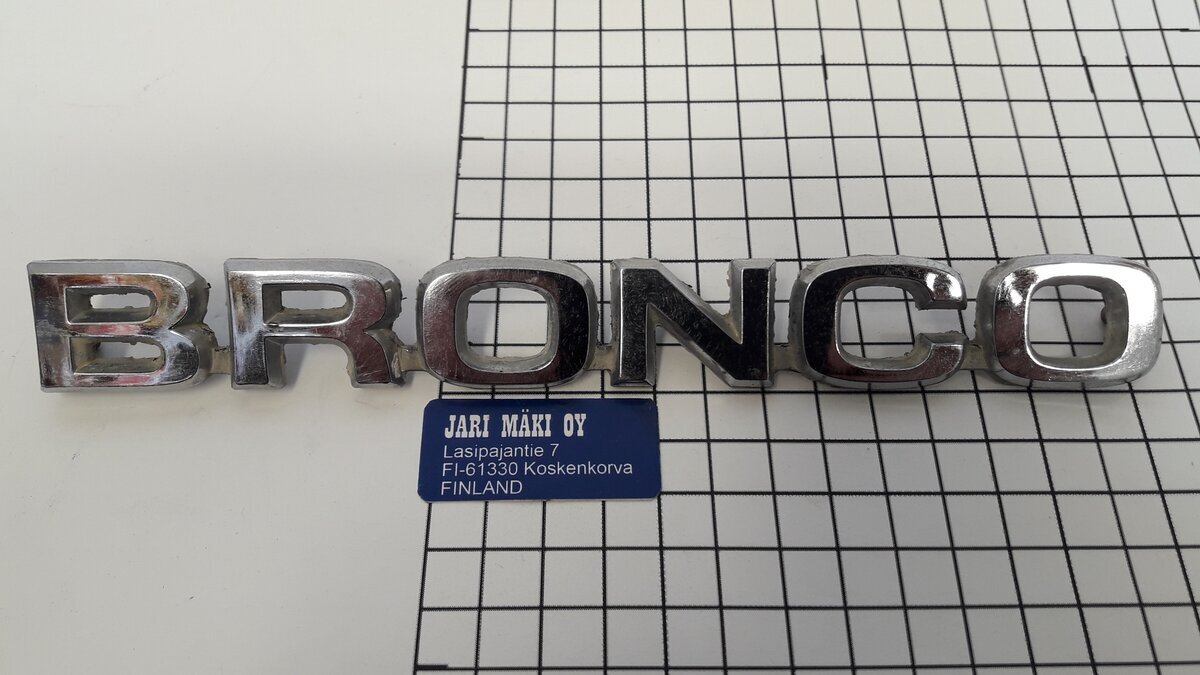 BRONCO
JARI MÄKI OY
Lasipajantie 7
FI-61330 Koskenkorva
FINLAND